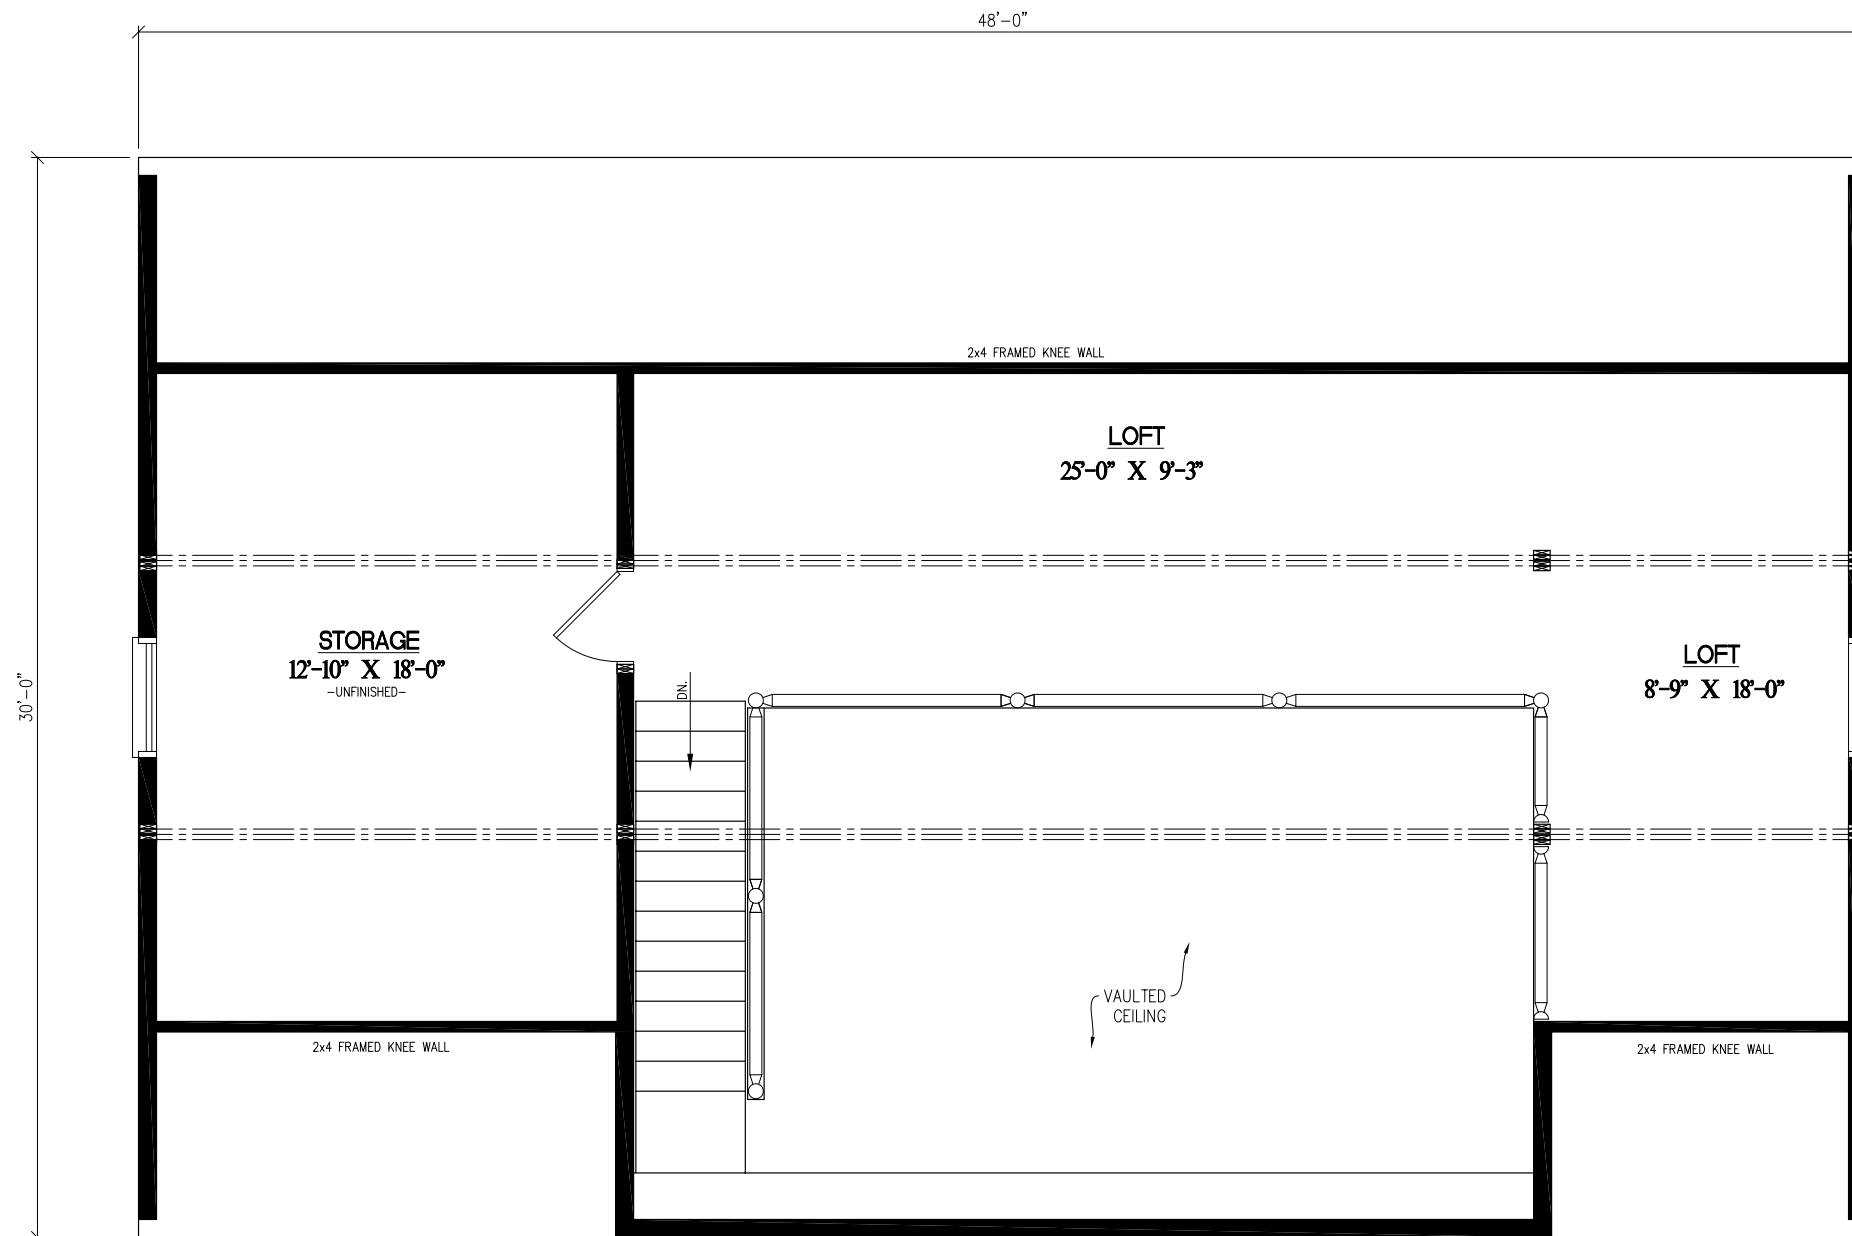 48'-0"
2x4 FRAMED KNEE WALL
LOFT
25'-0" X 9'-3"
STORAGE
12'-10" X 18'-0"
-UNFINISHED-
LOFT
8'-9" X 18'-0"
30'-0"
DN.
VAULTED
CEILING
2x4 FRAMED KNEE WALL
2x4 FRAMED KNEE WALL